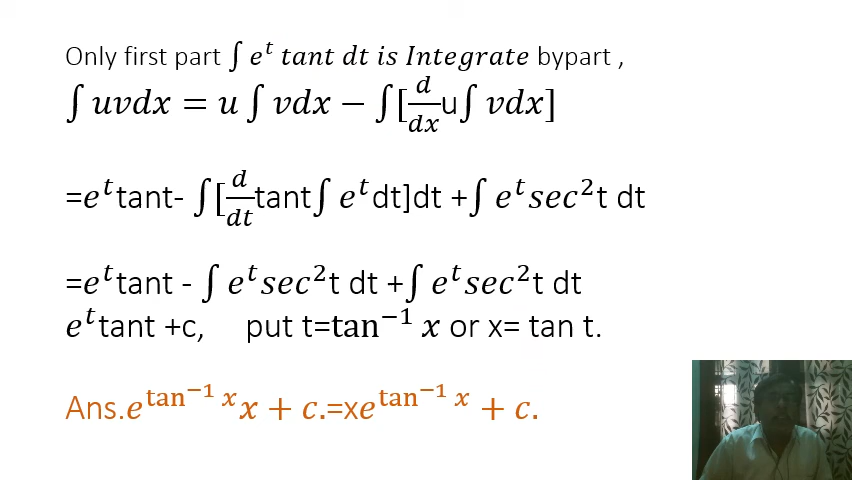 Only first part ∫ eᵗ tant dt is Integrate bypart ,
∫ uvdx = u ∫ vdx − ∫[d/dx u∫ vdx]
=eᵗtant- ∫[d/dt tant∫ eᵗdt]dt +∫ eᵗsec²t dt
=eᵗtant - ∫ eᵗsec²t dt +∫ eᵗsec²t dt
eᵗtant +c, put t=tan⁻¹ x or x= tan t.
Ans.e^(tan⁻¹ x)x + c.=xe^(tan⁻¹ x) + c.